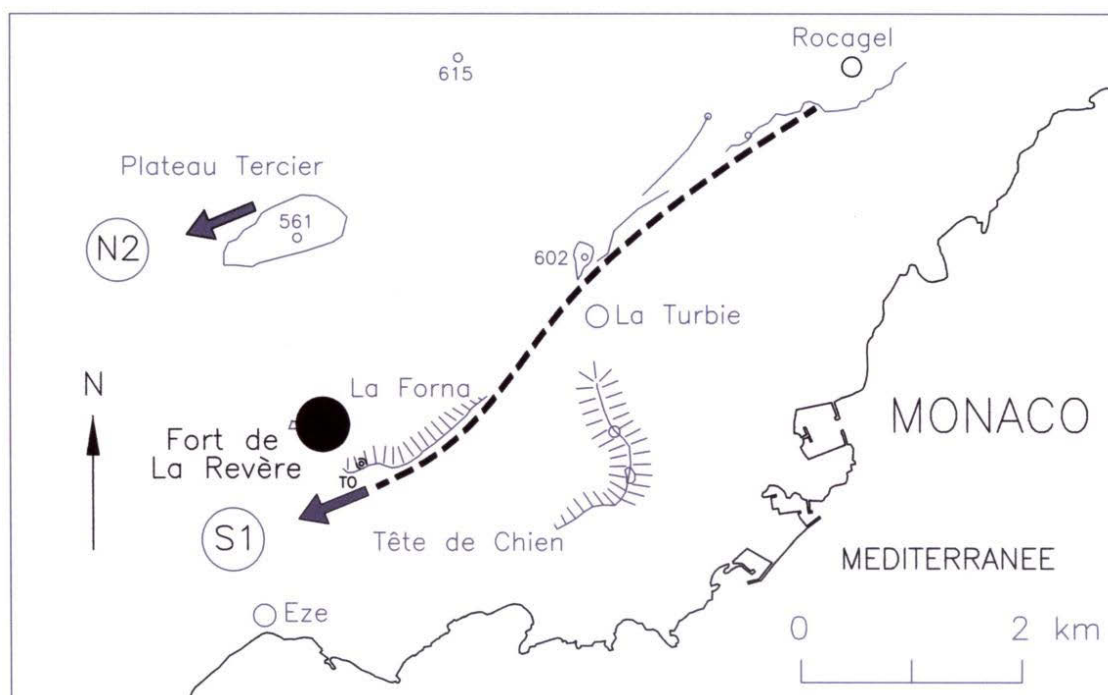 Rocagel
615
Plateau Tercier
561
N2
602
La Turbie
N
La Forna
MONACO
Fort de
La Revère
TO
S1
Tête de Chien
MEDITERRANEE
Eze
0
2 km